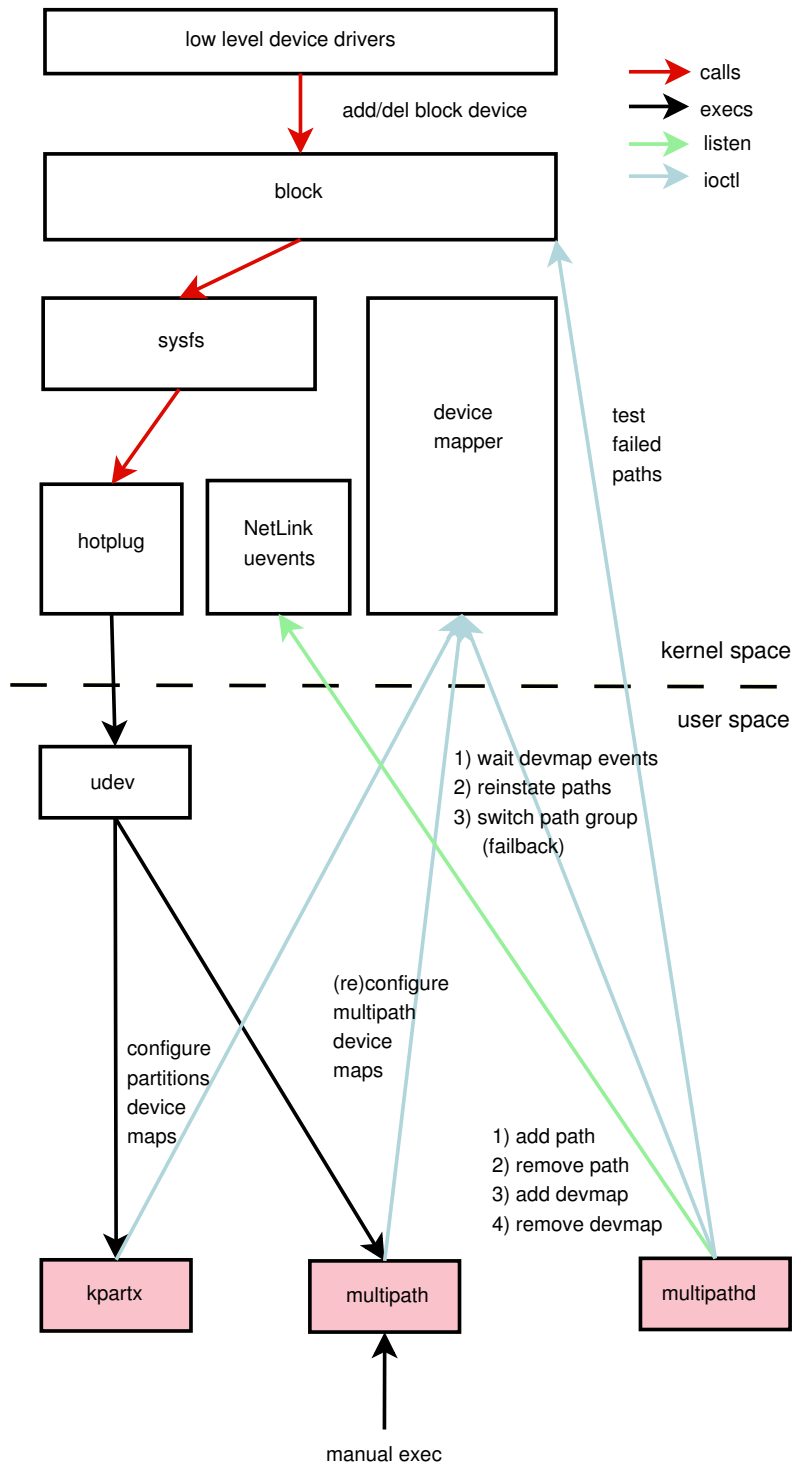 low level device drivers
calls
add/del block device
execs
listen
ioctl
block
sysfs
device
mapper
test
failed
paths
hotplug
NetLink
uevents
kernel space
user space
udev
1) wait devmap events
2) reinstate paths
3) switch path group
(failback)
(re)configure
multipath
device
maps
configure
partitions
device
maps
1) add path
2) remove path
3) add devmap
4) remove devmap
kpartx
multipath
multipathd
manual exec